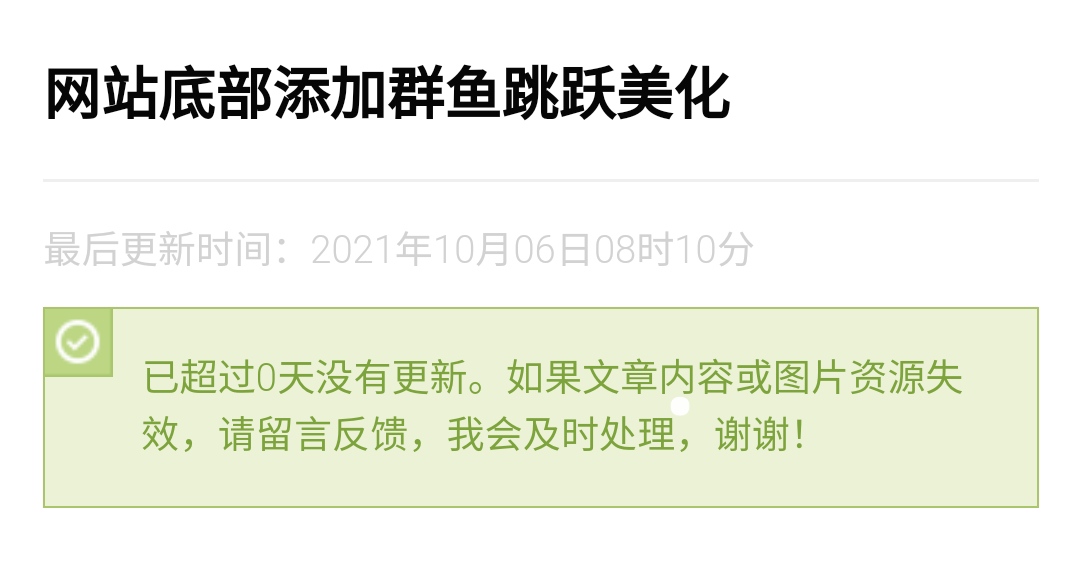 网站底部添加群鱼跳跃美化
最后更新时间：2021年10月06日08时10分
已超过0天没有更新。如果文章内容或图片资源失
效，请留言反馈，我会及时处理，谢谢！